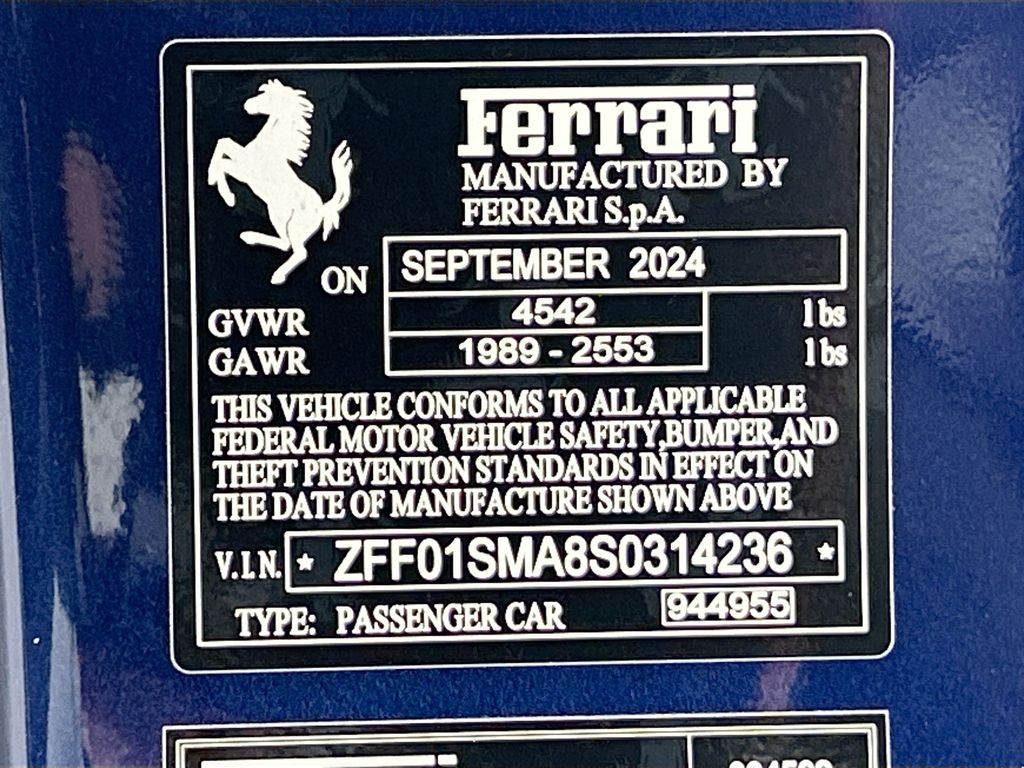 Ferrari
MANUFACTURED BY
FERRARI S.p.A.
ON SEPTEMBER 2024
GVWR 4542 lbs
GAWR 1989 - 2553 lbs
THIS VEHICLE CONFORMS TO ALL APPLICABLE
FEDERAL MOTOR VEHICLE SAFETY,BUMPER,AND
THEFT PREVENTION STANDARDS IN EFFECT ON
THE DATE OF MANUFACTURE SHOWN ABOVE
V.I.N. * ZFF01SMA8S0314236 *
TYPE: PASSENGER CAR 944955